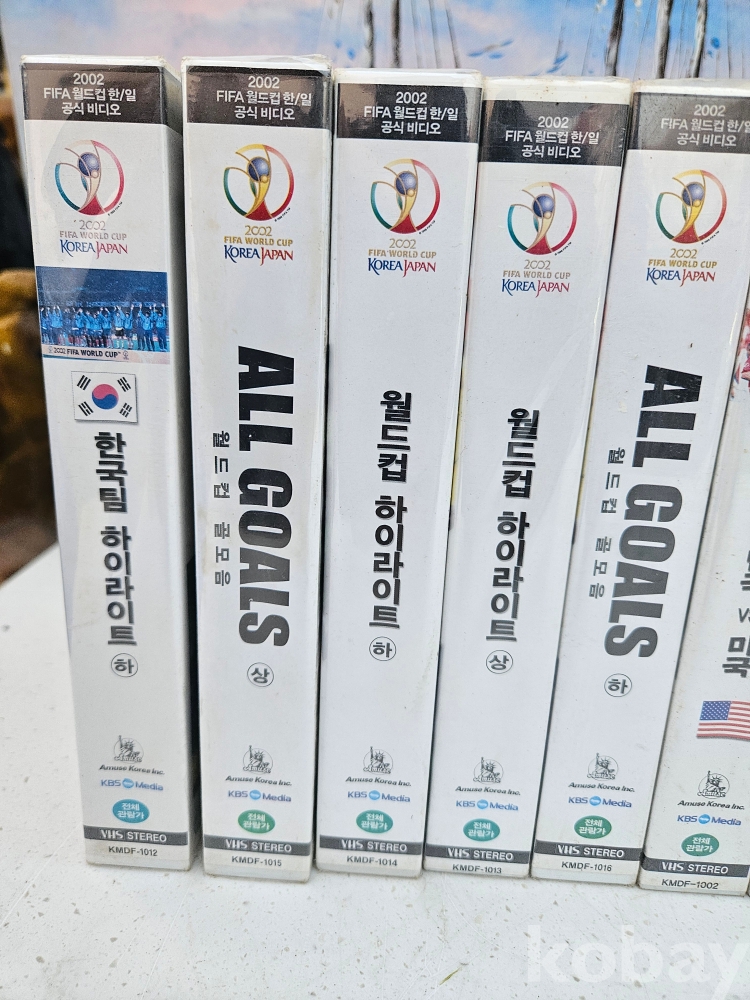 2002
FIFA 월드컵 한/일
공식 비디오
2002
FIFA WORLD CUP
KOREA JAPAN
2002 FIFA WORLD CUP
한국팀 하이라이트 하
Amuse Korea Inc.
KBS Media
전체
관람가
VHS STEREO
KMDF-1012
2002
FIFA 월드컵 한/일
공식 비디오
2002
FIFA WORLD CUP
KOREA JAPAN
ALL GOALS 상
월드컵 골모음
Amuse Korea Inc.
KBS Media
전체
관람가
VHS STEREO
KMDF-1015
2002
FIFA 월드컵 한/일
공식 비디오
2002
FIFA WORLD CUP
KOREA JAPAN
월드컵 하이라이트 하
Amuse Korea Inc.
KBS Media
전체
관람가
VHS STEREO
KMDF-1014
2002
FIFA 월드컵 한/일
공식 비디오
2002
FIFA WORLD CUP
KOREA JAPAN
월드컵 하이라이트 상
Amuse Korea Inc.
KBS Media
전체
관람가
VHS STEREO
KMDF-1013
2002
FIFA 월드컵 한/일
공식 비디오
2002
FIFA WORLD CUP
KOREA JAPAN
ALL GOALS 하
월드컵 골모음
Amuse Korea Inc.
KBS Media
전체
관람가
VHS STEREO
KMDF-1016
미국
Amuse Korea Inc.
KBS Media
전체
관람가
VHS STEREO
KMDF-1002
kobay